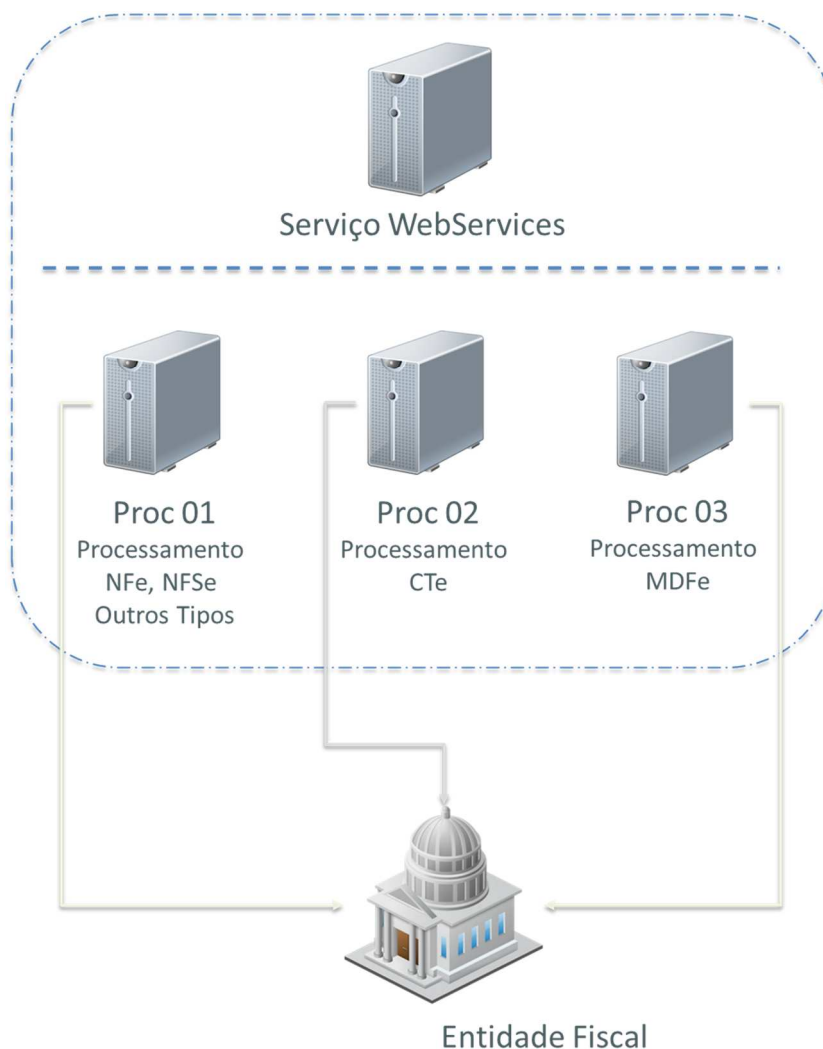 Serviço WebServices
Proc 01
Processamento
NFe, NFSe
Outros Tipos
Proc 02
Processamento
CTe
Proc 03
Processamento
MDFe
Entidade Fiscal